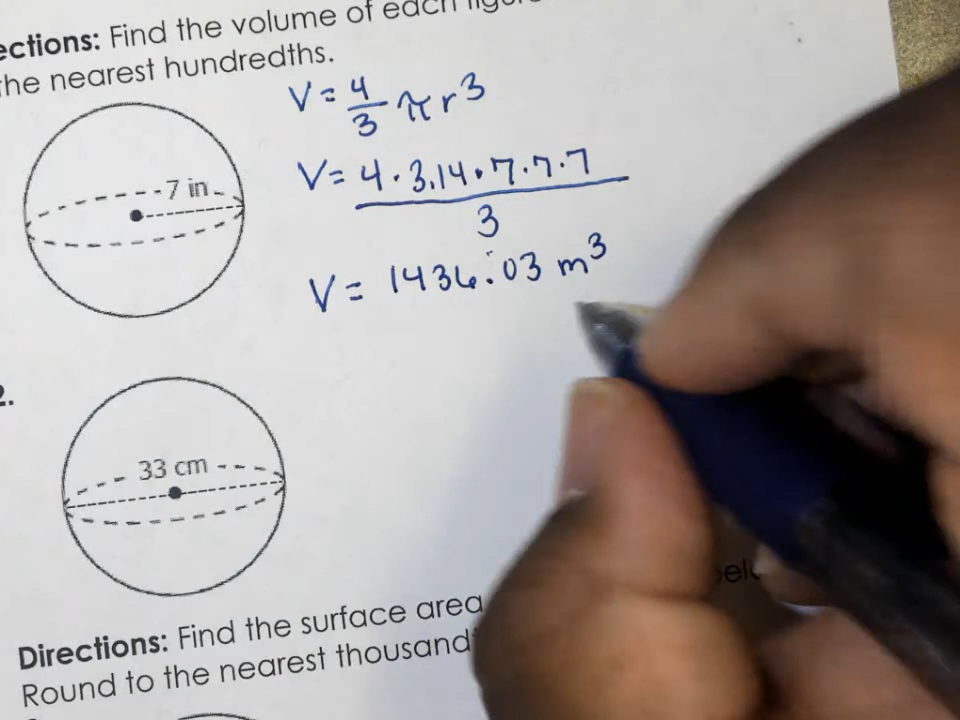 ections: Find the volume of each figure
the nearest hundredths.
V = 4/3 π r³
7 in
V = 4 · 3.14 · 7 · 7 · 7
3
V = 1436.03 m³
2.
33 cm
Directions: Find the surface area
Round to the nearest thousand